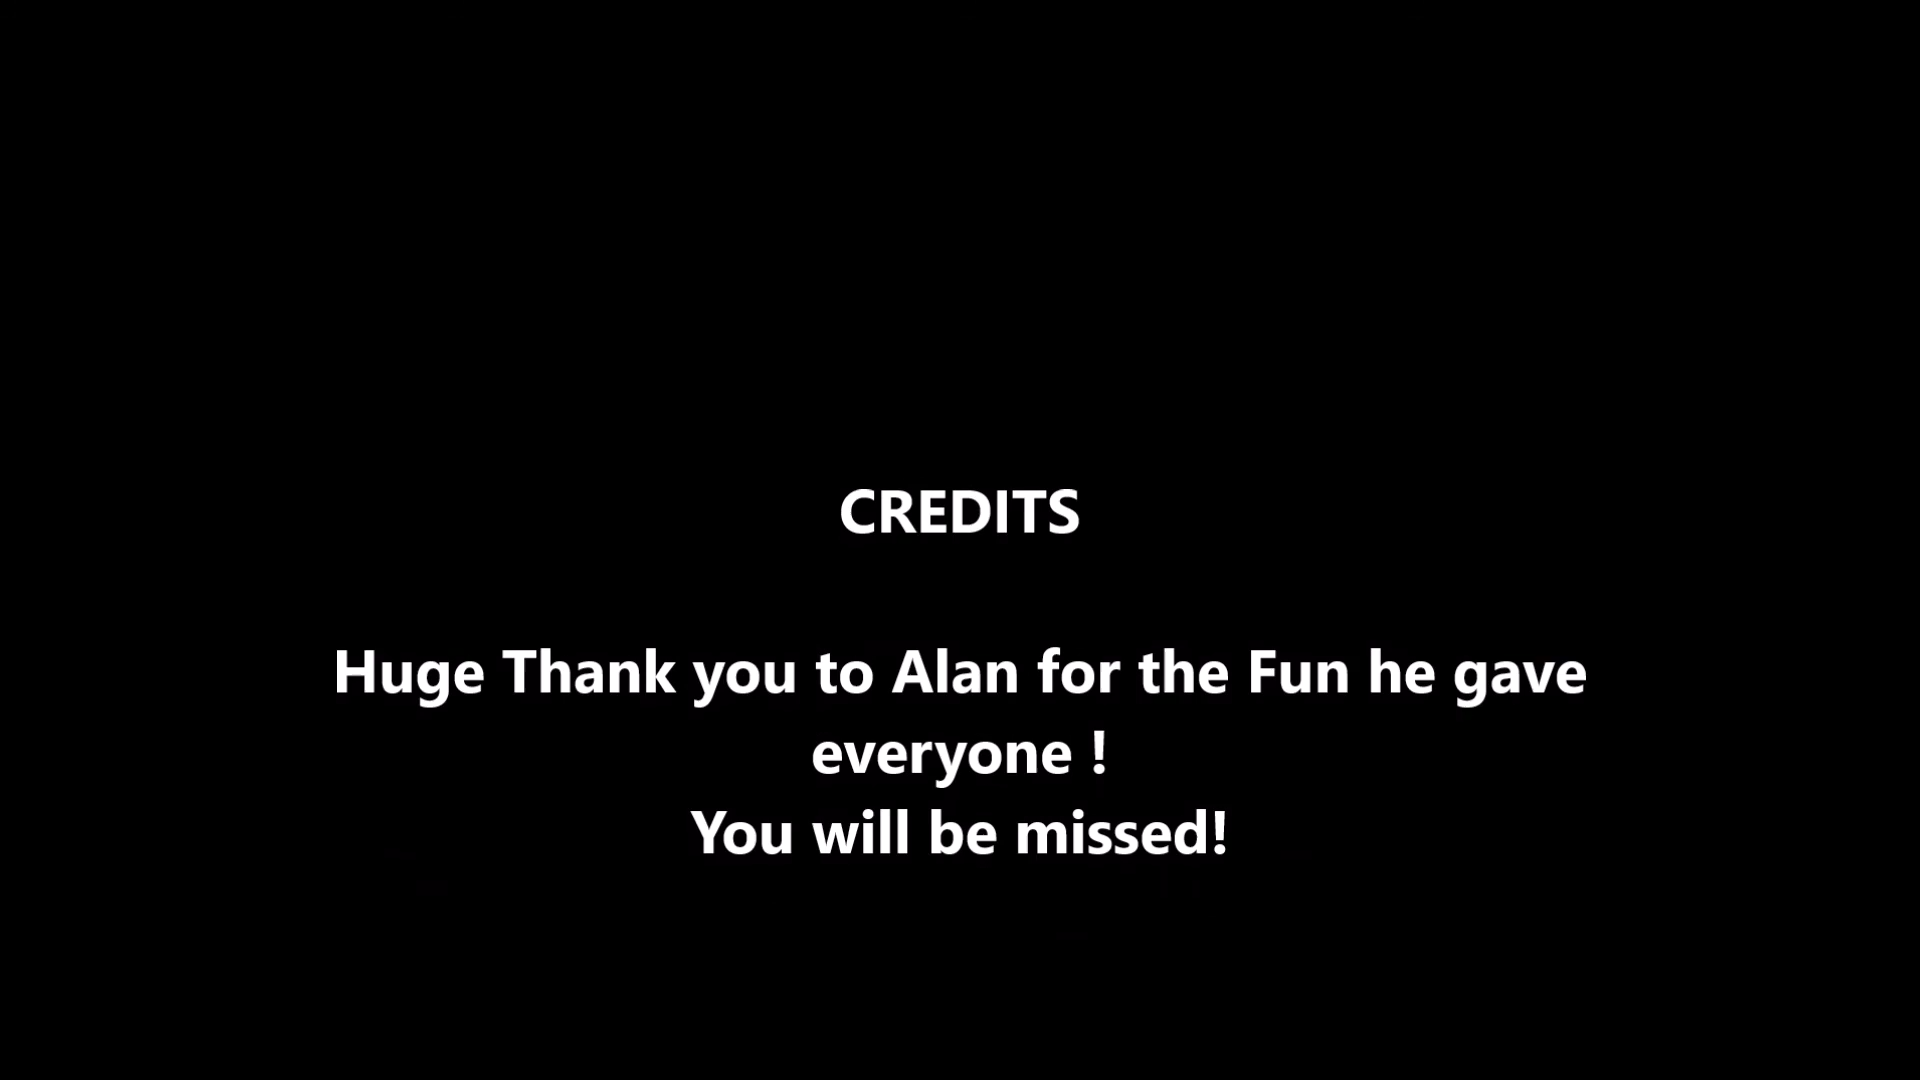 CREDITS
Huge Thank you to Alan for the Fun he gave
everyone !
You will be missed!